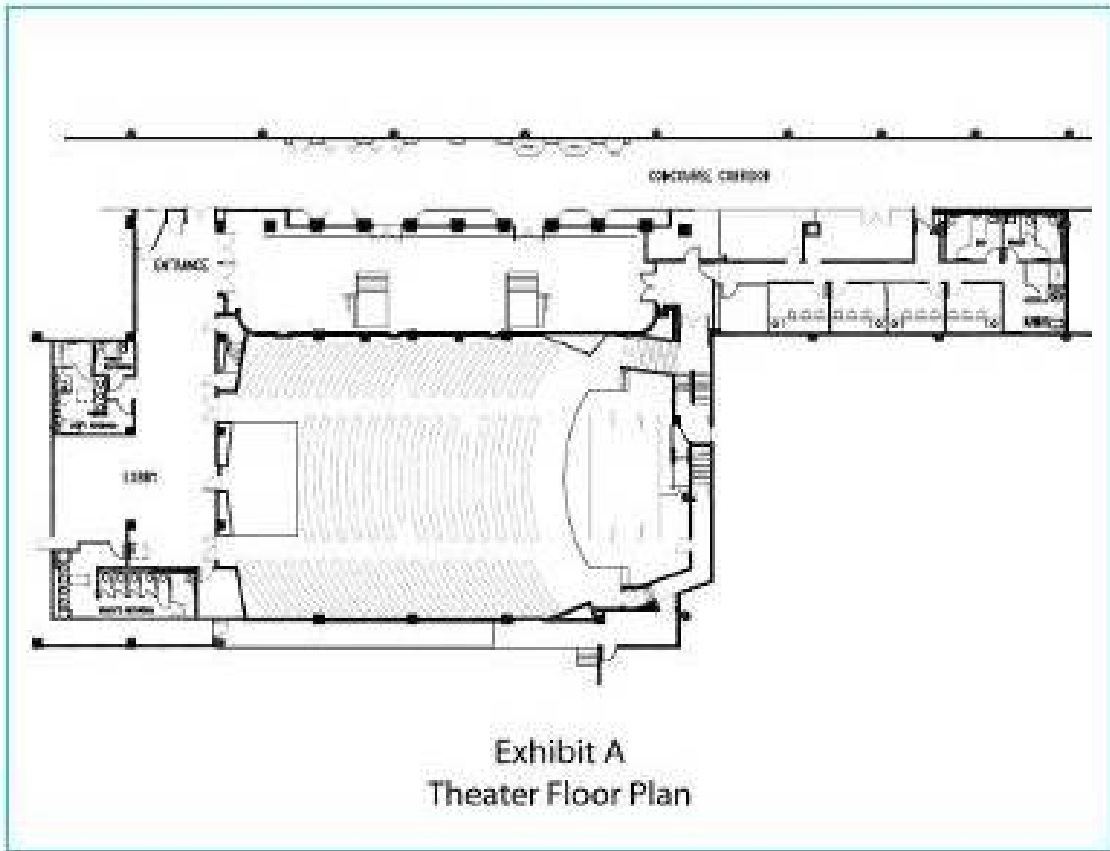 CONCOURSE CORRIDOR
ENTRANCE
LOBBY
Exhibit A
Theater Floor Plan